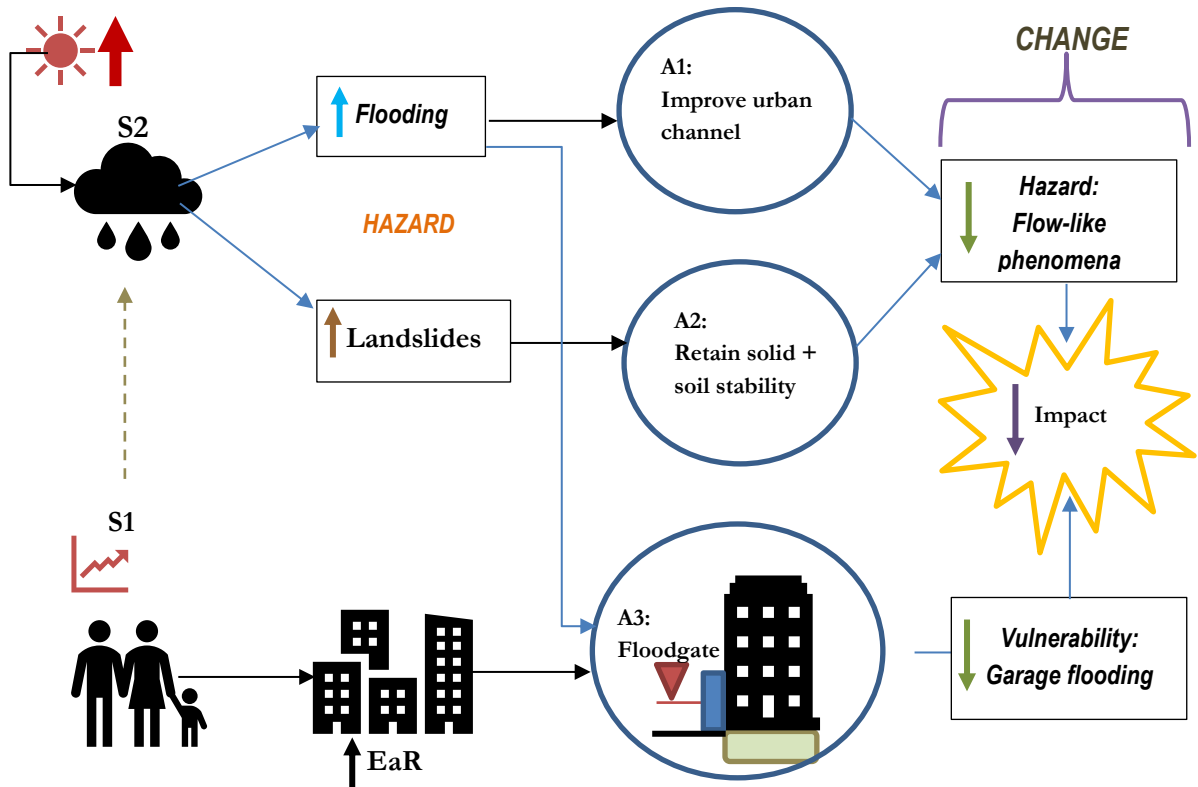 CHANGE
A1:
Improve urban
channel
Flooding
S2
Hazard:
Flow-like
phenomena
HAZARD
A2:
Retain solid +
soil stability
Landslides
Impact
S1
A3:
Floodgate
Vulnerability:
Garage flooding
EaR